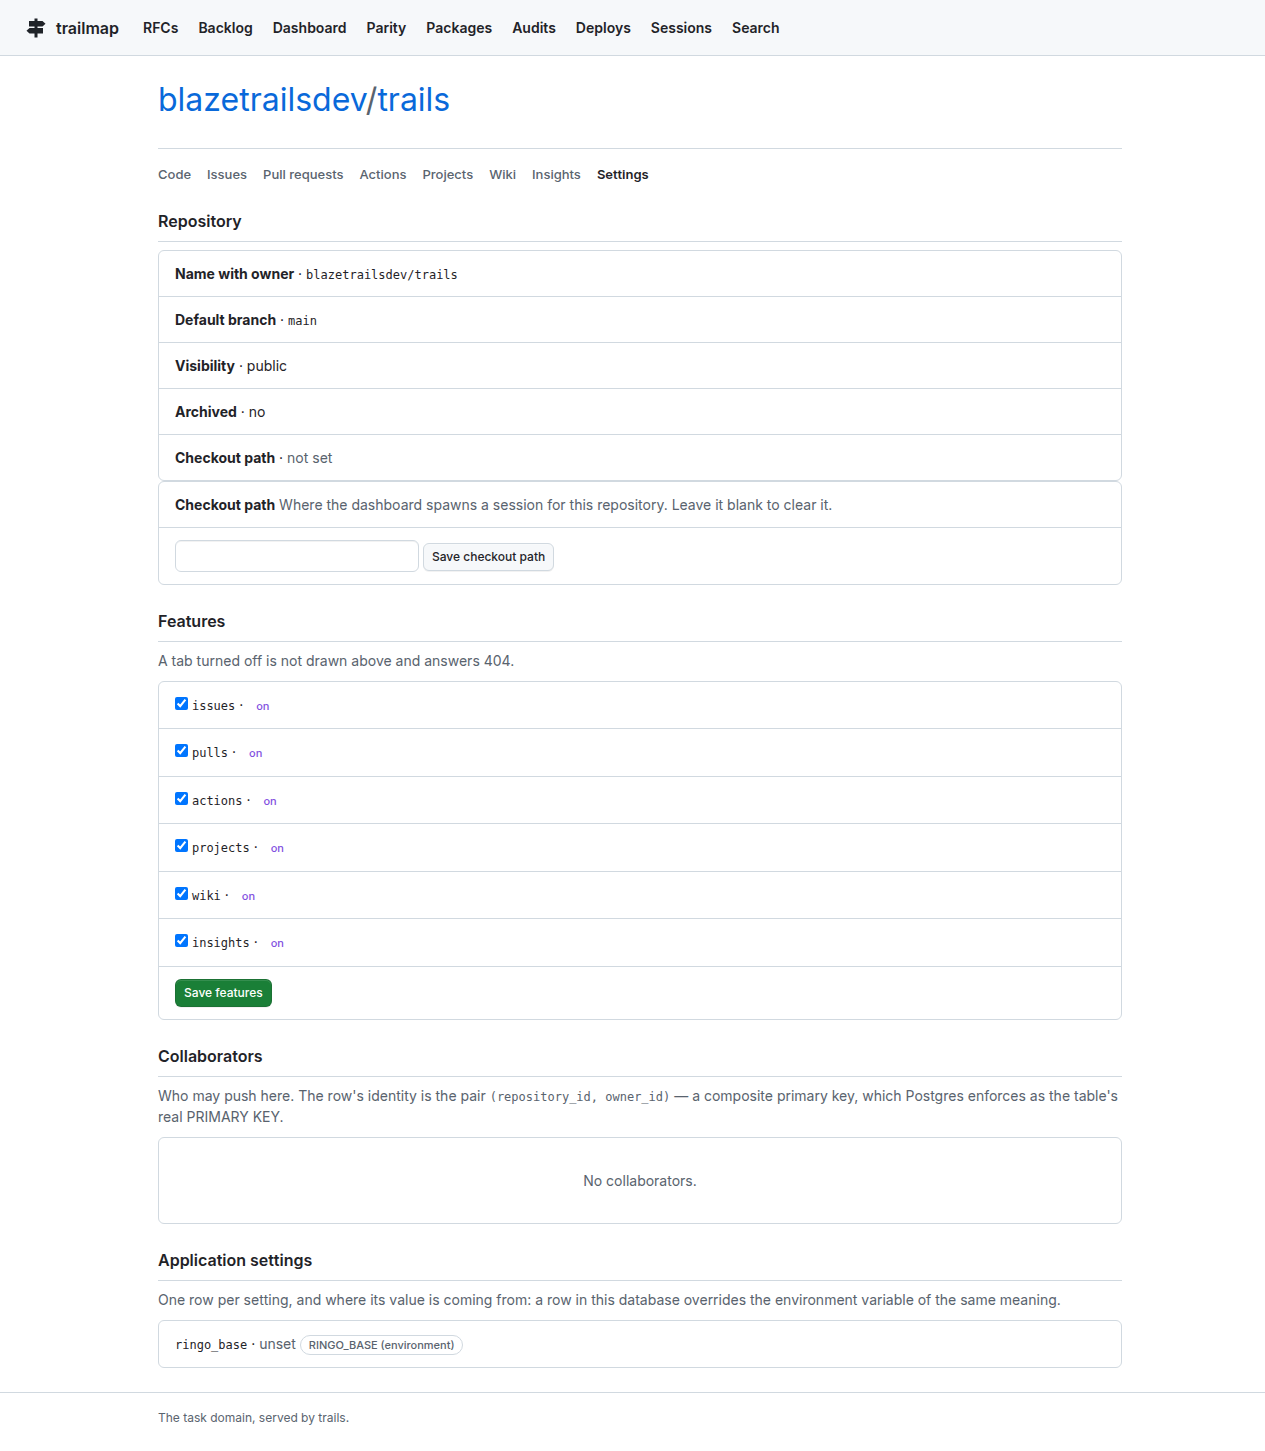 trailmap RFCs Backlog Dashboard Parity Packages Audits Deploys Sessions Search
blazetrailsdev/trails
Code Issues Pull requests Actions Projects Wiki Insights Settings
Repository
Name with owner · blazetrailsdev/trails
Default branch · main
Visibility · public
Archived · no
Checkout path · not set
Checkout path Where the dashboard spawns a session for this repository. Leave it blank to clear it.
Save checkout path
Features
A tab turned off is not drawn above and answers 404.
issues · on
pulls · on
actions · on
projects · on
wiki · on
insights · on
Save features
Collaborators
Who may push here. The row's identity is the pair (repository_id, owner_id) — a composite primary key, which Postgres enforces as the table's
real PRIMARY KEY.
No collaborators.
Application settings
One row per setting, and where its value is coming from: a row in this database overrides the environment variable of the same meaning.
ringo_base · unset RINGO_BASE (environment)
The task domain, served by trails.